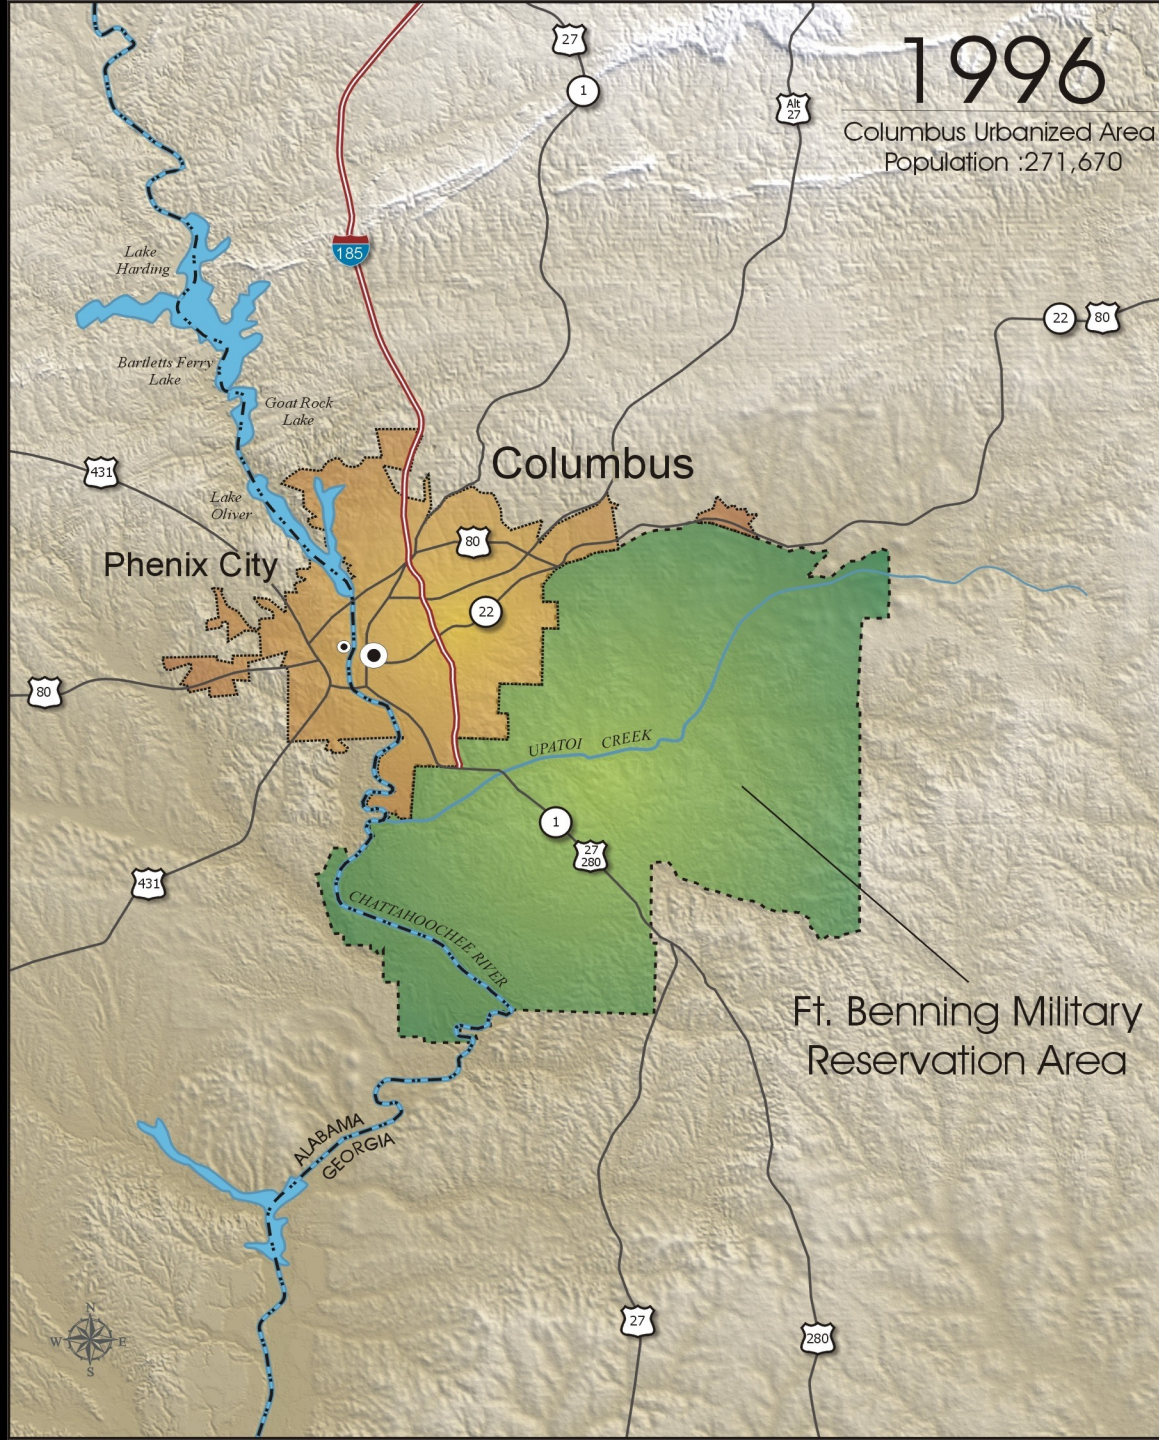 1996
Columbus Urbanized Area
Population :271,670
27
1
Alt
27
185
Lake
Harding
22
80
Bartletts Ferry
Lake
Goat Rock
Lake
431
Columbus
Lake
Oliver
80
Phenix City
22
80
UPATOI CREEK
1
27
280
431
CHATTAHOOCHEE RIVER
Ft. Benning Military
Reservation Area
ALABAMA
GEORGIA
N
W E
S
27
280